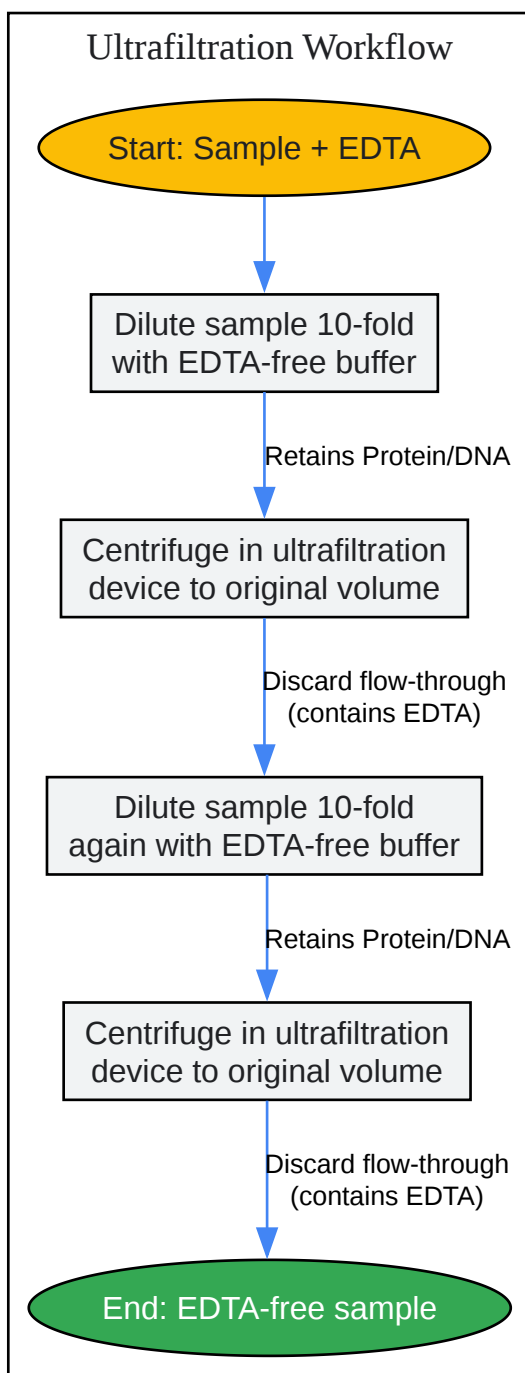 Ultrafiltration Workflow
Start: Sample + EDTA
Dilute sample 10-fold
with EDTA-free buffer
Retains Protein/DNA
Centrifuge in ultrafiltration
device to original volume
Discard flow-through
(contains EDTA)
Dilute sample 10-fold
again with EDTA-free buffer
Retains Protein/DNA
Centrifuge in ultrafiltration
device to original volume
Discard flow-through
(contains EDTA)
End: EDTA-free sample